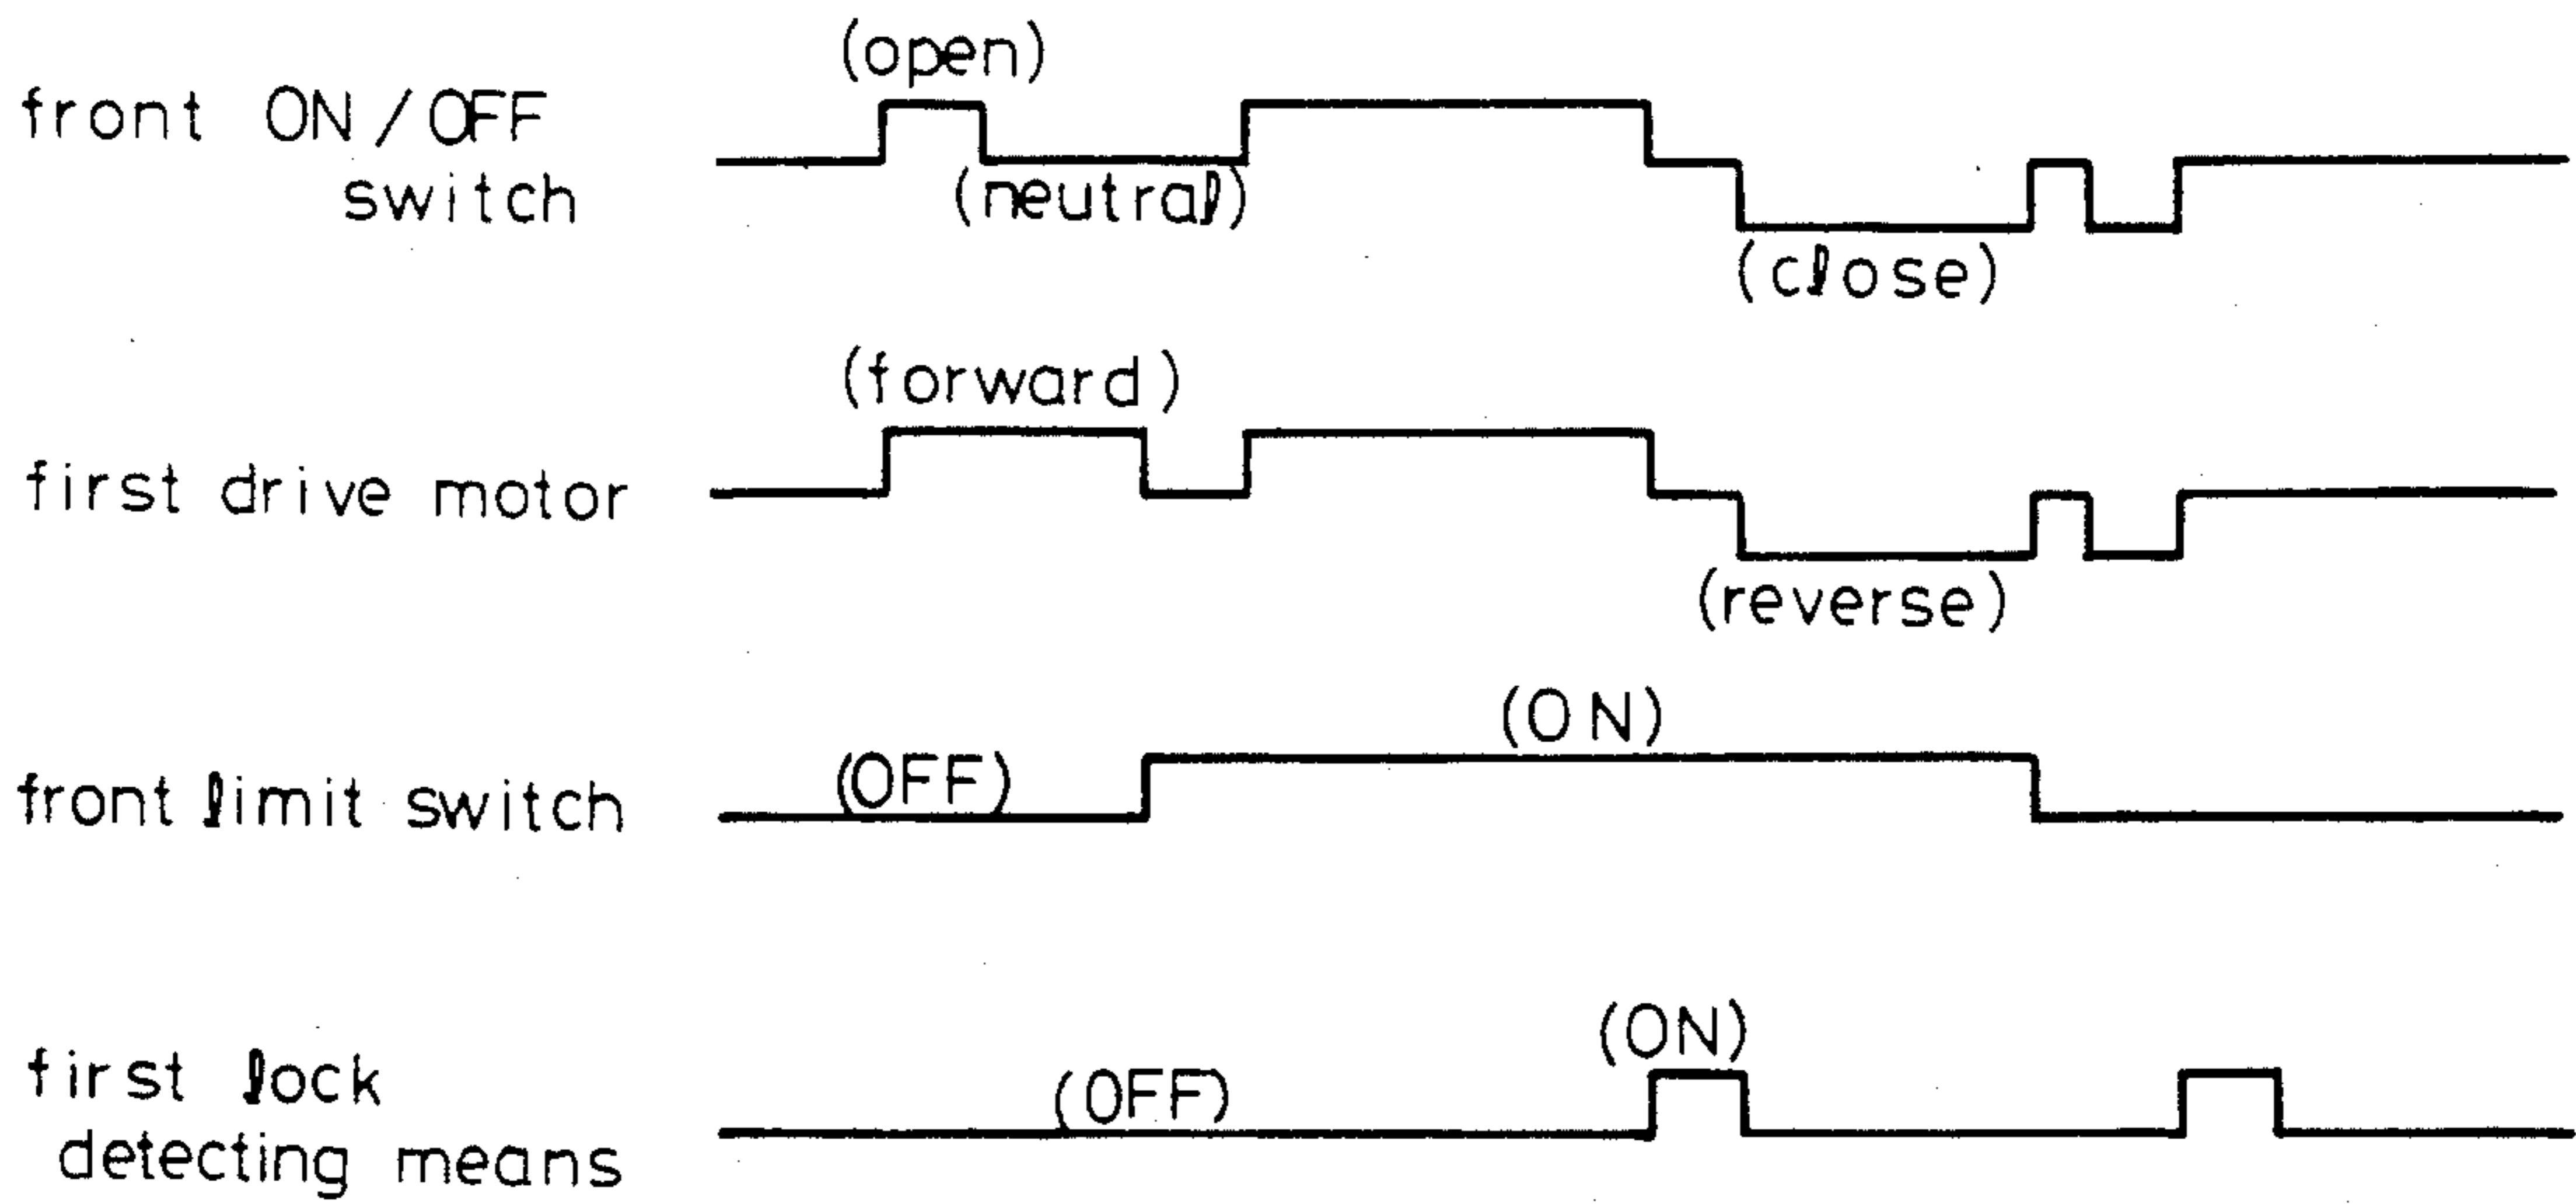 (open)
front ON/OFF
switch
(neutral)
(close)
(forward)
first drive motor
(reverse)
(ON)
(OFF)
front limit switch
(ON)
first lock
(OFF)
detecting means